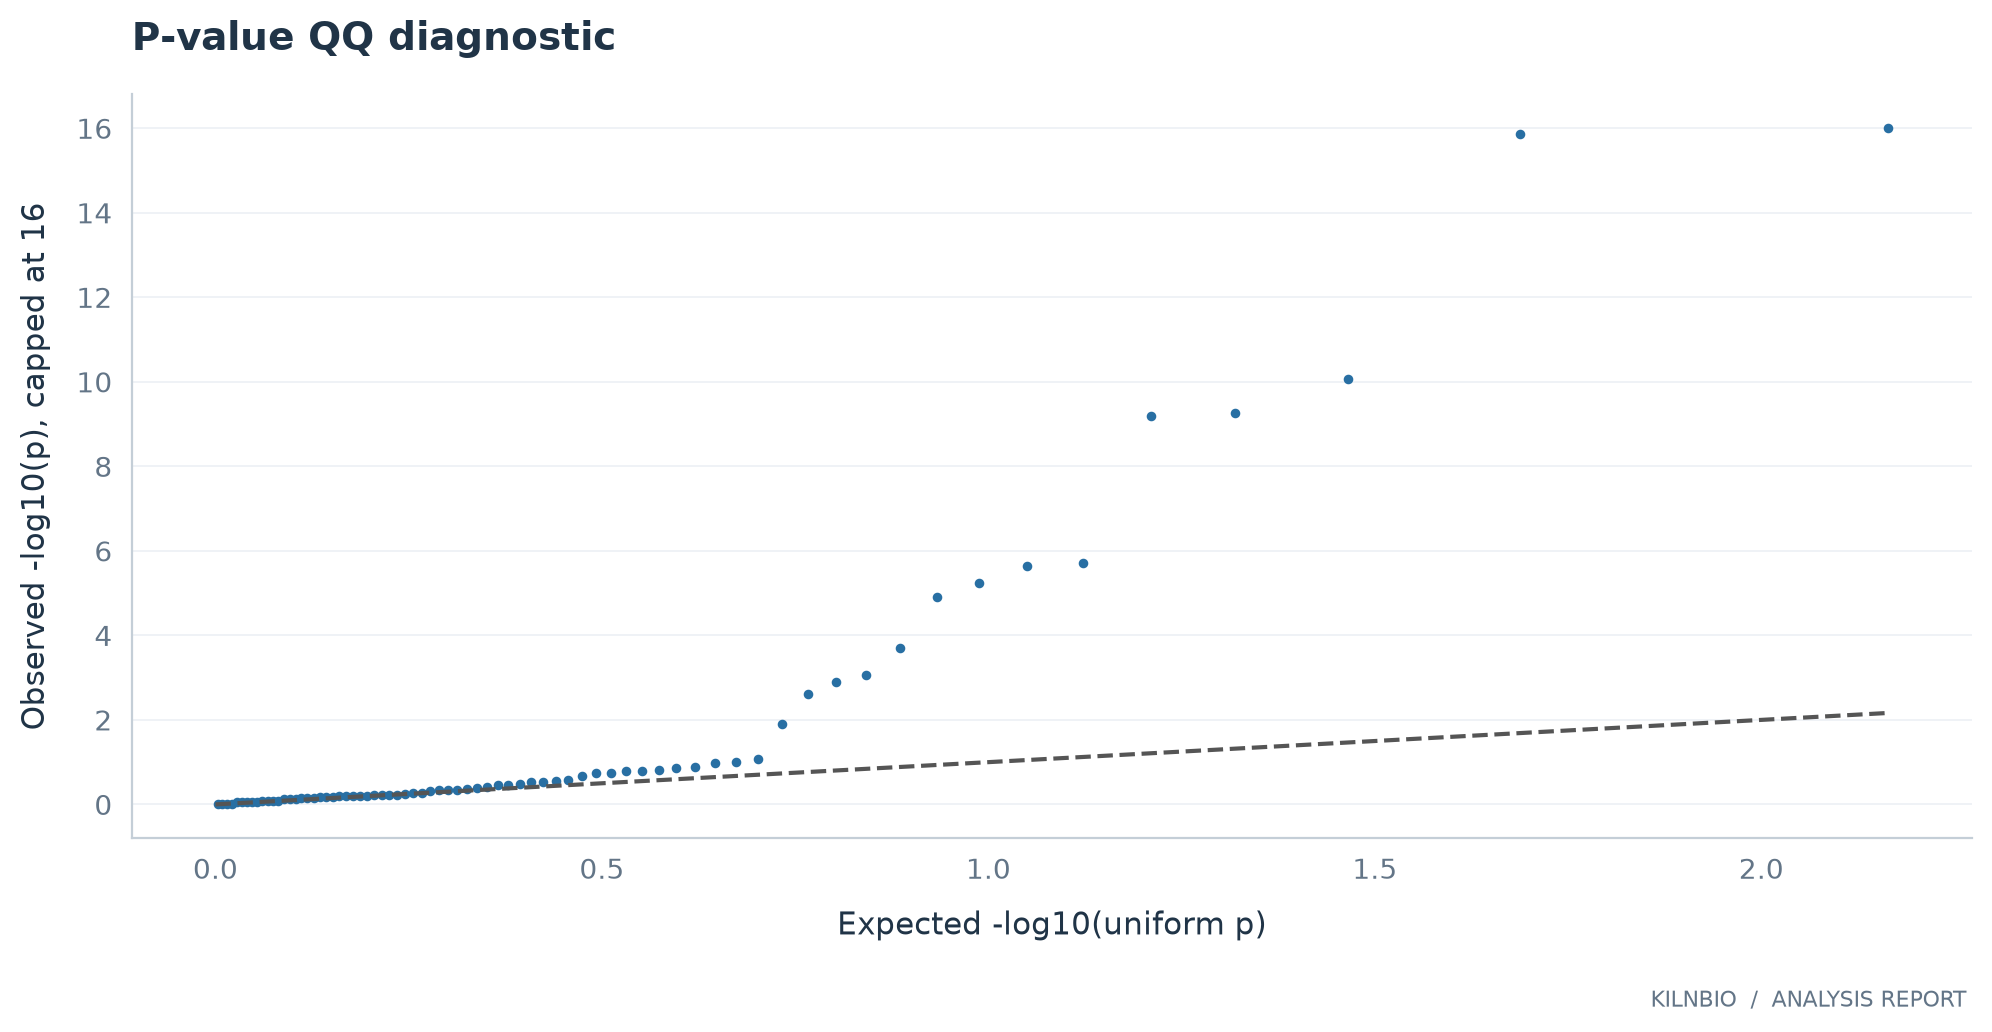 P-value QQ diagnostic
Observed -log10(p), capped at 16
16
14
12
10
8
6
4
2
0
0.0 0.5 1.0 1.5 2.0
Expected -log10(uniform p)
KILNBIO / ANALYSIS REPORT